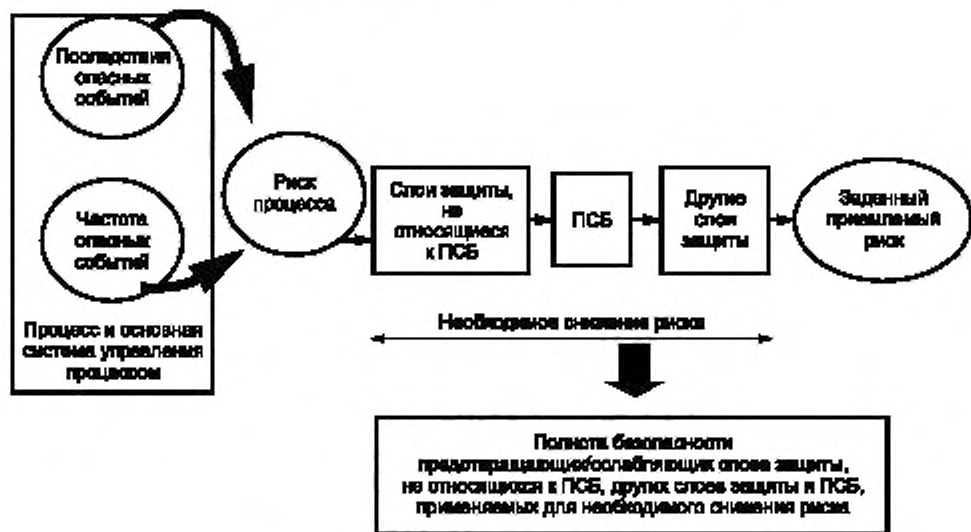 Последствия
опасных
событий
Частота
опасных
событий
Процесс и основная
система управления
процессом
Риск
процесса
Слои защиты,
не
относящиеся
к ПСБ
ПСБ
Другие
слои
защиты
Заданный
приемлемый
риск
Необходимое снижение риска
Полнота безопасности
предотвращающих/ослабляющих слоев защиты,
не относящихся к ПСБ, других слоев защиты и ПСБ,
применяемых для необходимого снижения риска